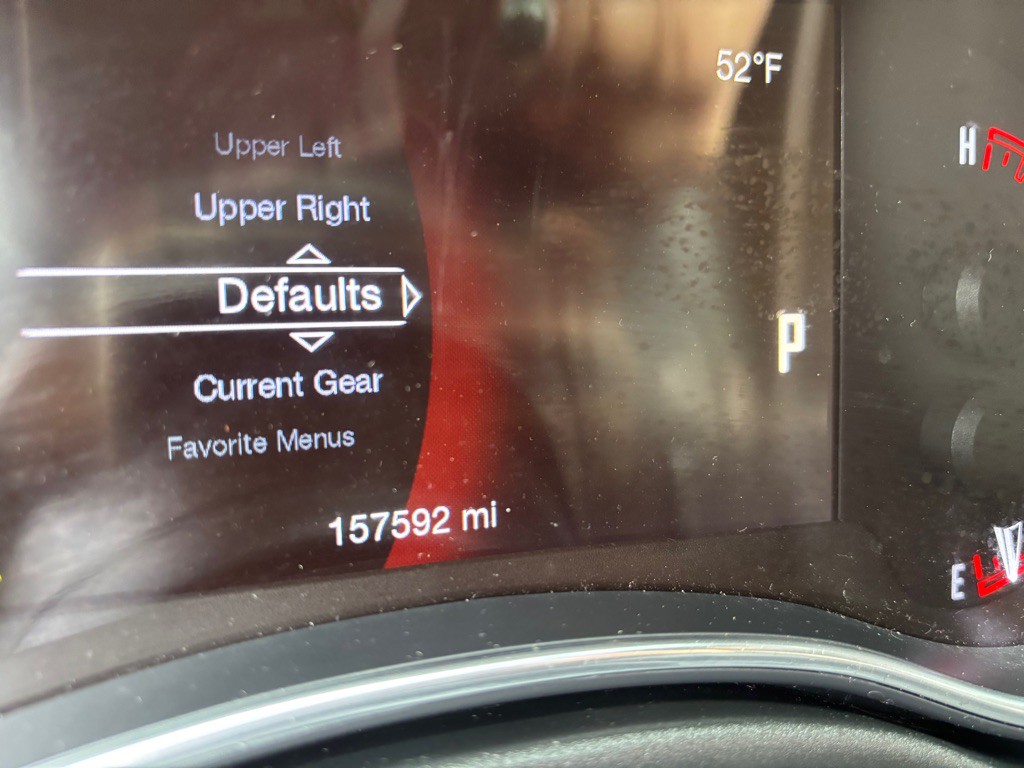 52°F
Upper Left
Upper Right
Defaults
Current Gear
Favorite Menus
157592 mi
P
H
E